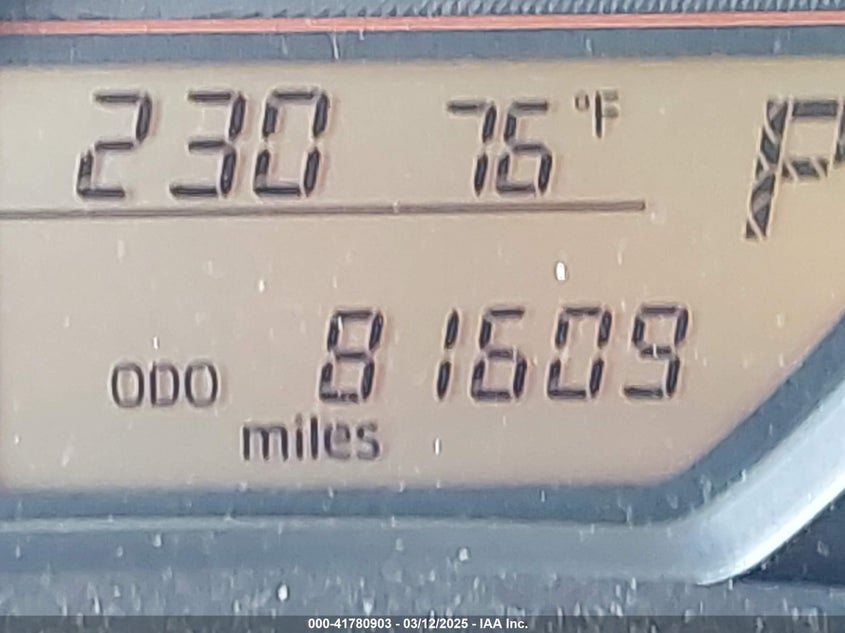 230 76 °F P
ODO 81609
miles
000-41780903 - 03/12/2025 - IAA Inc.